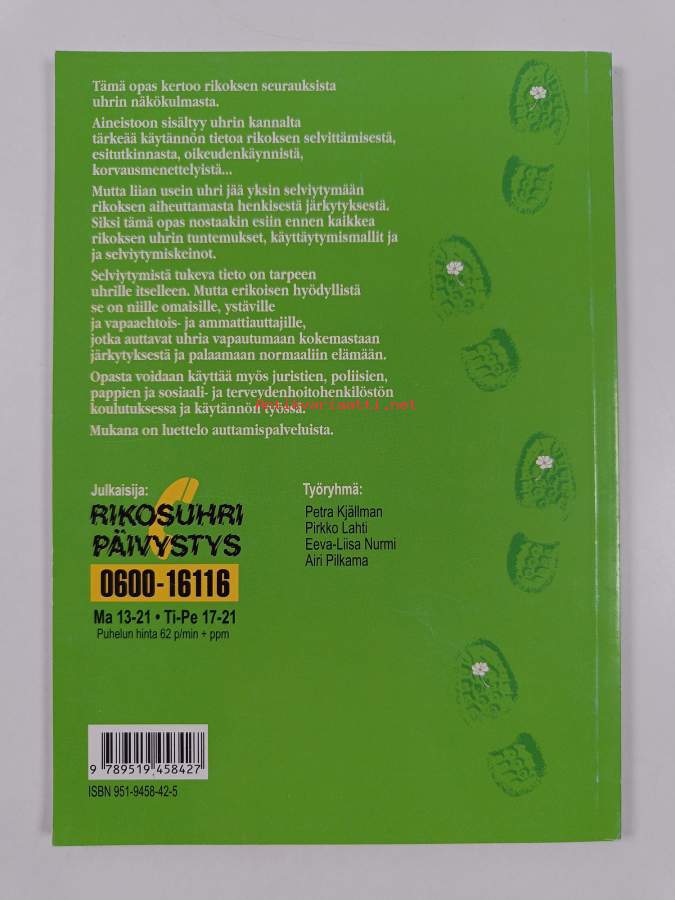 Tämä opas kertoo rikoksen seurauksista
uhrin näkökulmasta.
Aineistoon sisältyy uhrin kannalta
tärkeää käytännön tietoa rikoksen selvittämisestä,
esitutkinnasta, oikeudenkäynnistä,
korvausmenettelyistä...
Mutta liian usein uhri jää yksin selviytymään
rikoksen aiheuttamasta henkisestä järkytyksestä.
Siksi tämä opas nostaakin esiin ennen kaikkea
rikoksen uhrin tuntemukset, käyttäytymismallit ja
ja selviytymiskeinot.
Selviytymistä tukeva tieto on tarpeen
uhrille itselleen. Mutta erikoisen hyödyllistä
se on niille omaisille, ystäville
ja vapaaehtois- ja ammattiauttajille,
jotka auttavat uhria vapautumaan kokemastaan
järkytyksestä ja palaamaan normaaliin elämään.
Opasta voidaan käyttää myös juristien, poliisien,
pappien ja sosiaali- ja terveydenhoitohenkilöstön
koulutuksessa ja käytännön työssä.
Antikvariaatti.net
Mukana on luettelo auttamispalveluista.
Julkaisija:
RIKOSUHRI
PÄIVYSTYS
0600-16116
Ma 13-21 • Ti-Pe 17-21
Puhelun hinta 62 p/min + ppm
Työryhmä:
Petra Kjällman
Pirkko Lahti
Eeva-Liisa Nurmi
Airi Pilkama
9 789519 458427
ISBN 951-9458-42-5